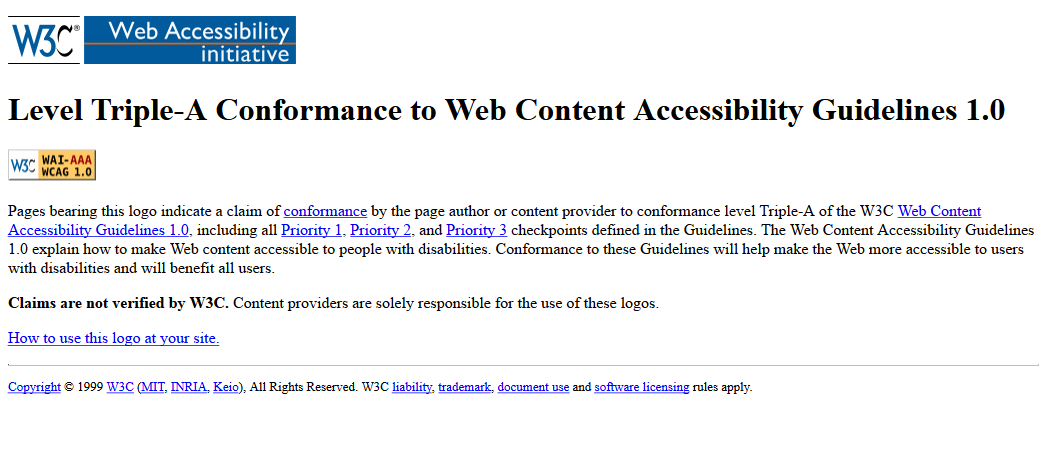 W3C® Web Accessibility
initiative
Level Triple-A Conformance to Web Content Accessibility Guidelines 1.0
W3C WAI-AAA
WCAG 1.0
Pages bearing this logo indicate a claim of conformance by the page author or content provider to conformance level Triple-A of the W3C Web Content
Accessibility Guidelines 1.0, including all Priority 1, Priority 2, and Priority 3 checkpoints defined in the Guidelines. The Web Content Accessibility Guidelines
1.0 explain how to make Web content accessible to people with disabilities. Conformance to these Guidelines will help make the Web more accessible to users
with disabilities and will benefit all users.
Claims are not verified by W3C. Content providers are solely responsible for the use of these logos.
How to use this logo at your site.
Copyright © 1999 W3C (MIT, INRIA, Keio), All Rights Reserved. W3C liability, trademark, document use and software licensing rules apply.